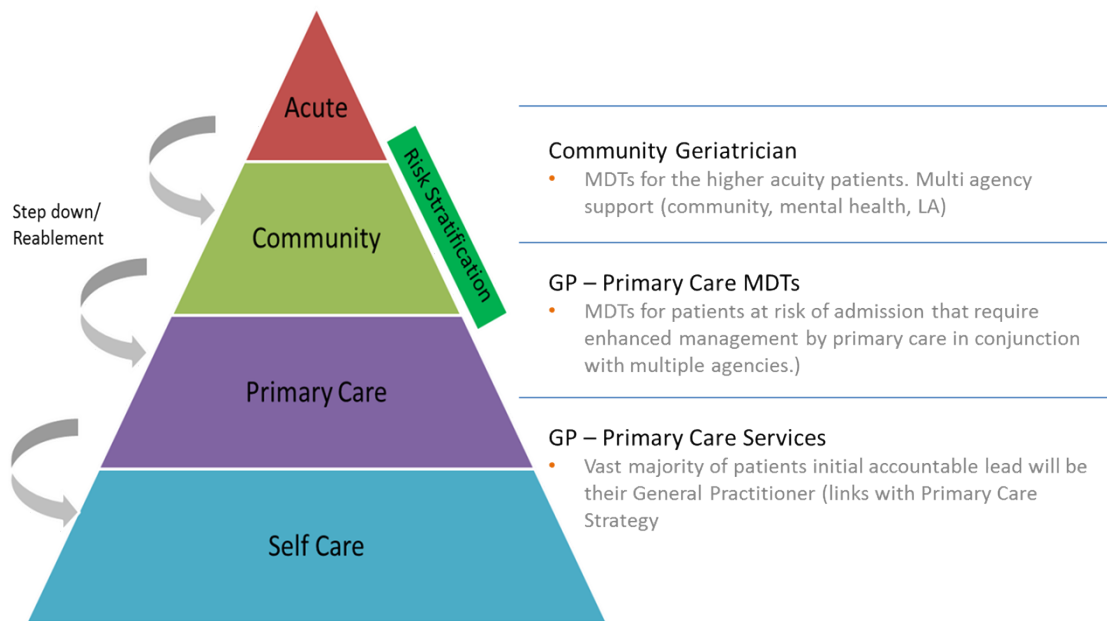 Acute
Risk Stratification
Step down/
Reablement
Community
Primary Care
Self Care
Community Geriatrician
• MDTs for the higher acuity patients. Multi agency
support (community, mental health, LA)
GP – Primary Care MDTs
• MDTs for patients at risk of admission that require
enhanced management by primary care in conjunction
with multiple agencies.)
GP – Primary Care Services
• Vast majority of patients initial accountable lead will be
their General Practitioner (links with Primary Care
Strategy